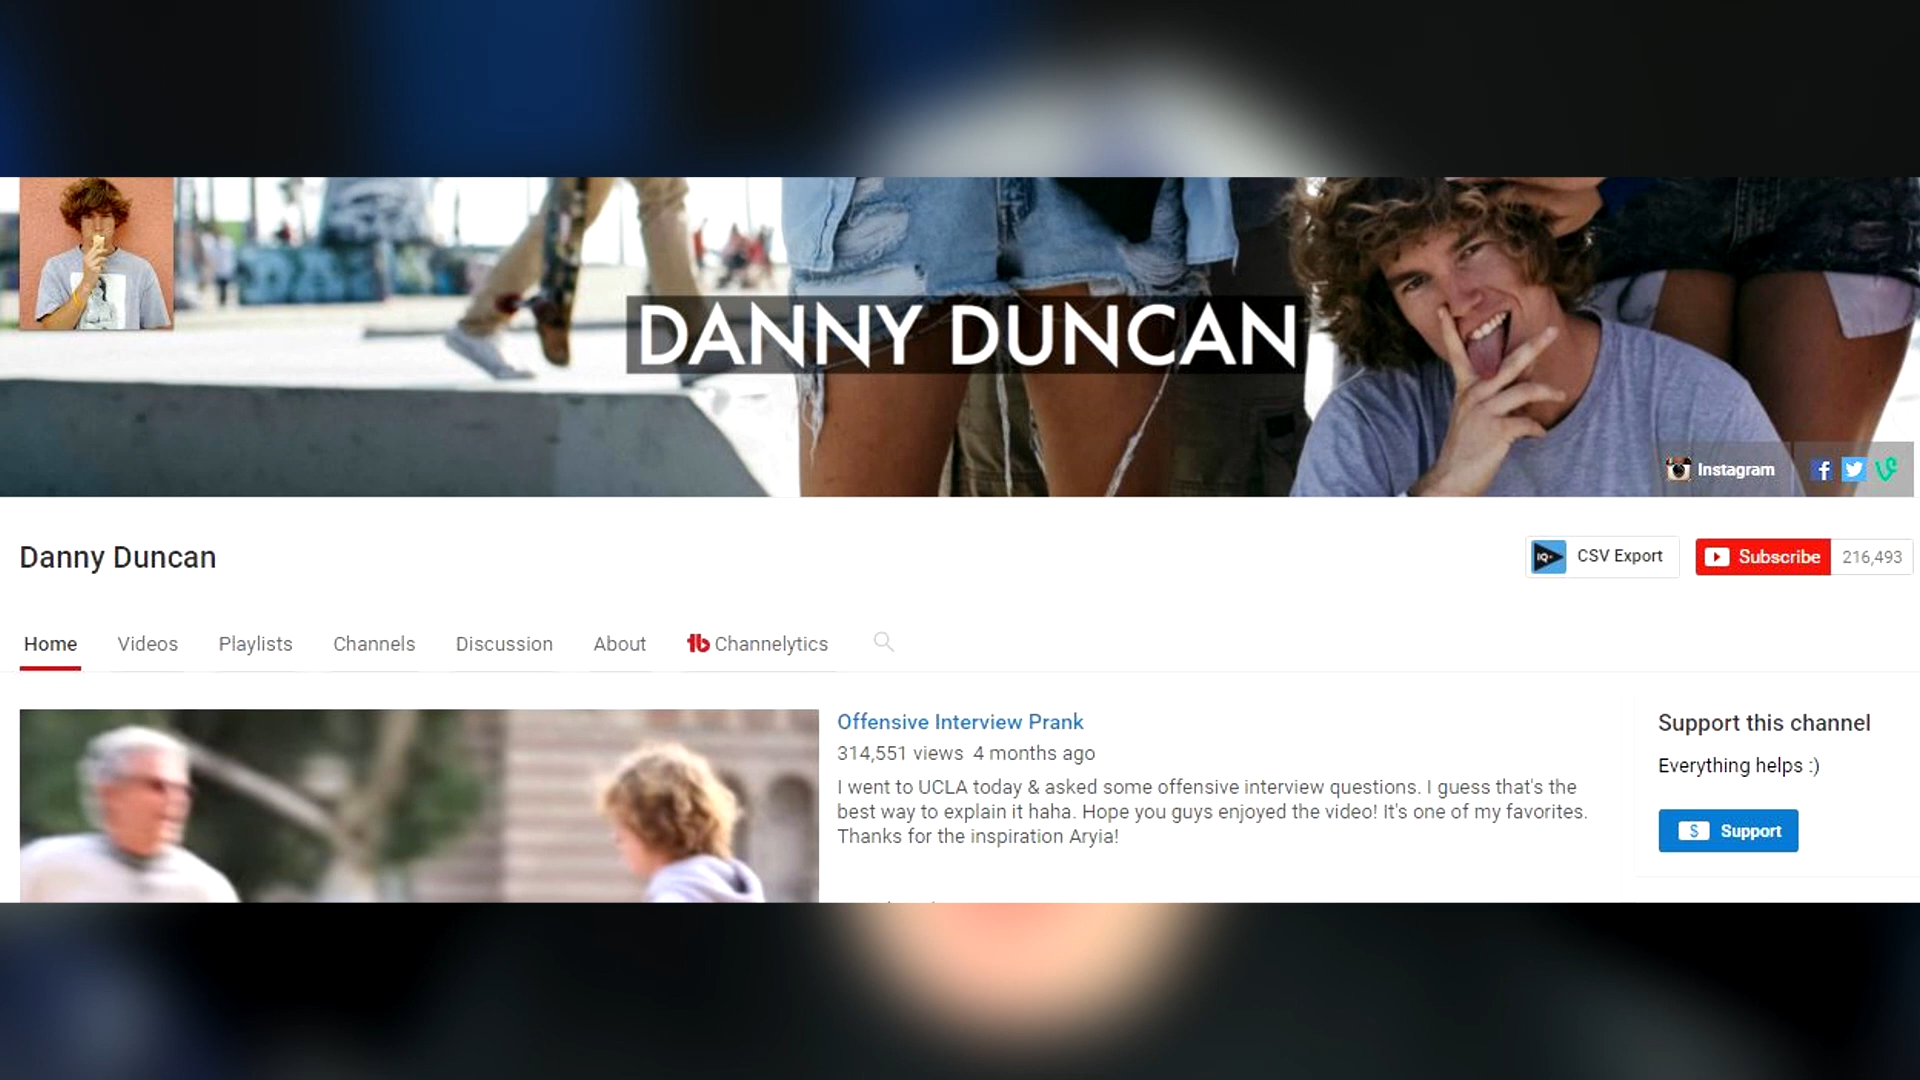 DANNY DUNCAN
Instagram
Danny Duncan
IQ+
CSV Export
Subscribe 216,493
Home Videos Playlists Channels Discussion About tb Channelytics
Offensive Interview Prank
314,551 views 4 months ago
I went to UCLA today & asked some offensive interview questions. I guess that's the
best way to explain it haha. Hope you guys enjoyed the video! It's one of my favorites.
Thanks for the inspiration Aryia!
Support this channel
Everything helps :)
$ Support